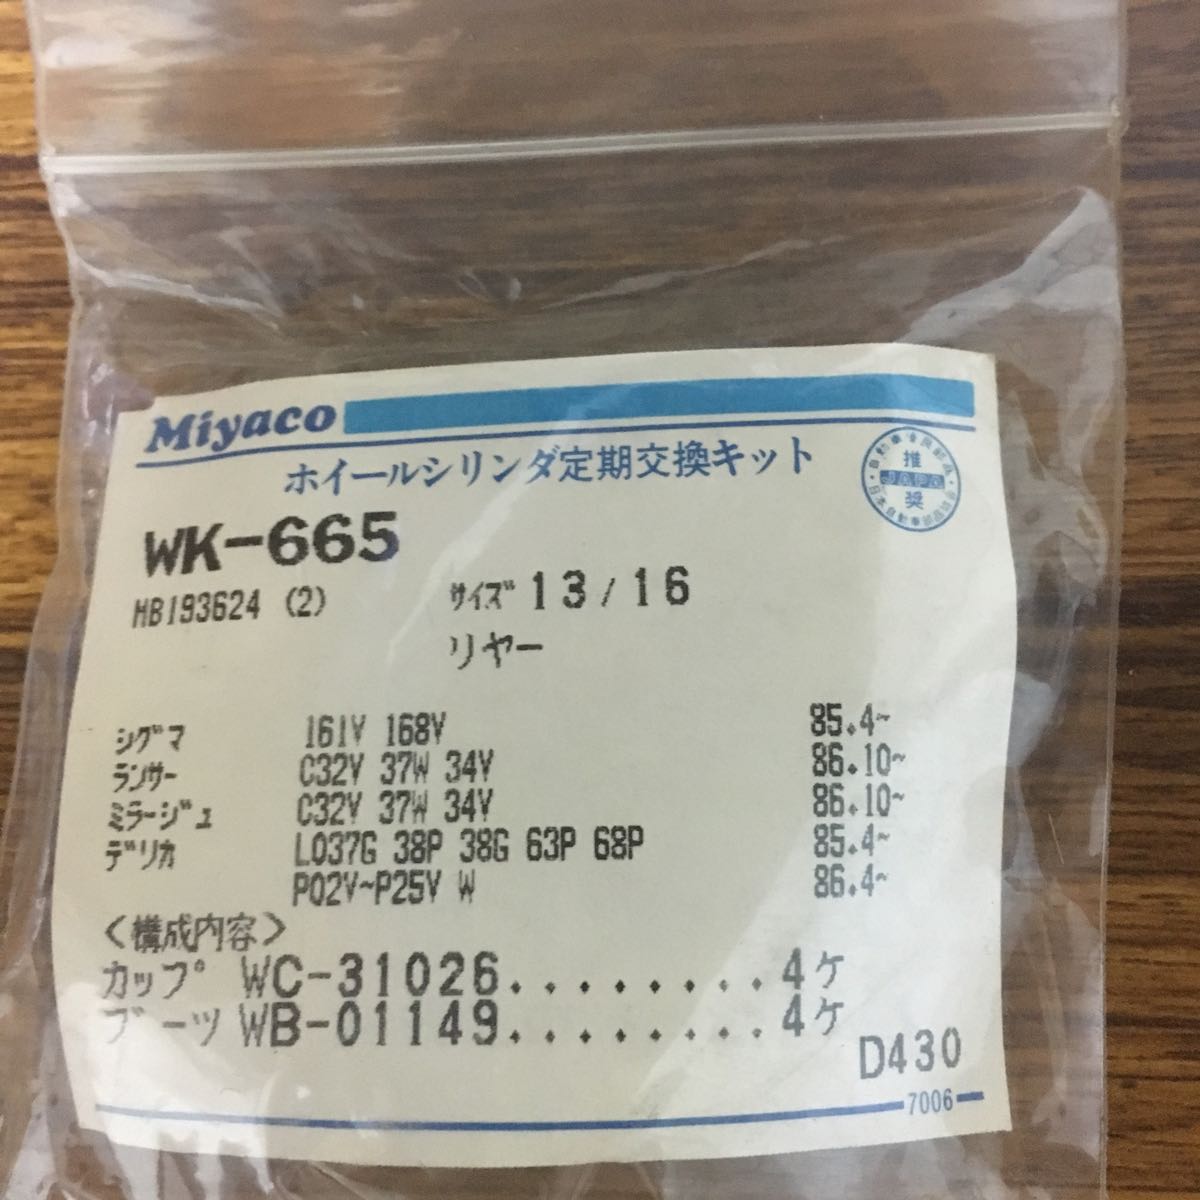 Miyaco
ホイールシリンダ定期交換キット
推
JAPA
奨
WK-665
MB193624 (2) サイズ 13/16
リヤー
シグマ 161V 168V 85.4~
ランサー C32V 37W 34V 86.10~
ミラージュ C32V 37W 34V 86.10~
デリカ L037G 38P 38G 63P 68P 85.4~
P02V~P25V W 86.4~
<構成内容>
カップ WC-31026........4ケ
ブーツ WB-01149........4ケ
D430
7006